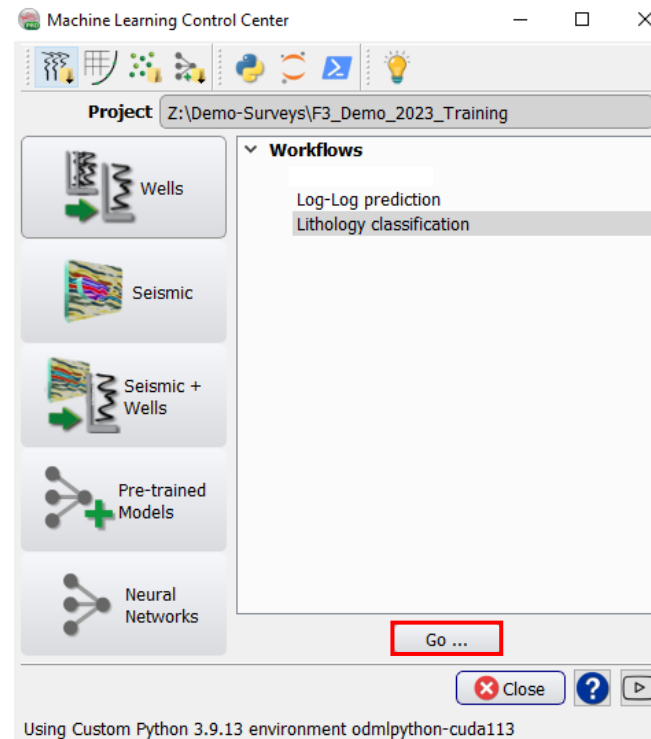 Machine Learning Control Center
Project Z:\Demo-Surveys\F3_Demo_2023_Training
Workflows
Wells
Log-Log prediction
Lithology classification
Seismic
Seismic +
Wells
Pre-trained
Models
Neural
Networks
Go ...
Close
Using Custom Python 3.9.13 environment odmlpython-cuda113